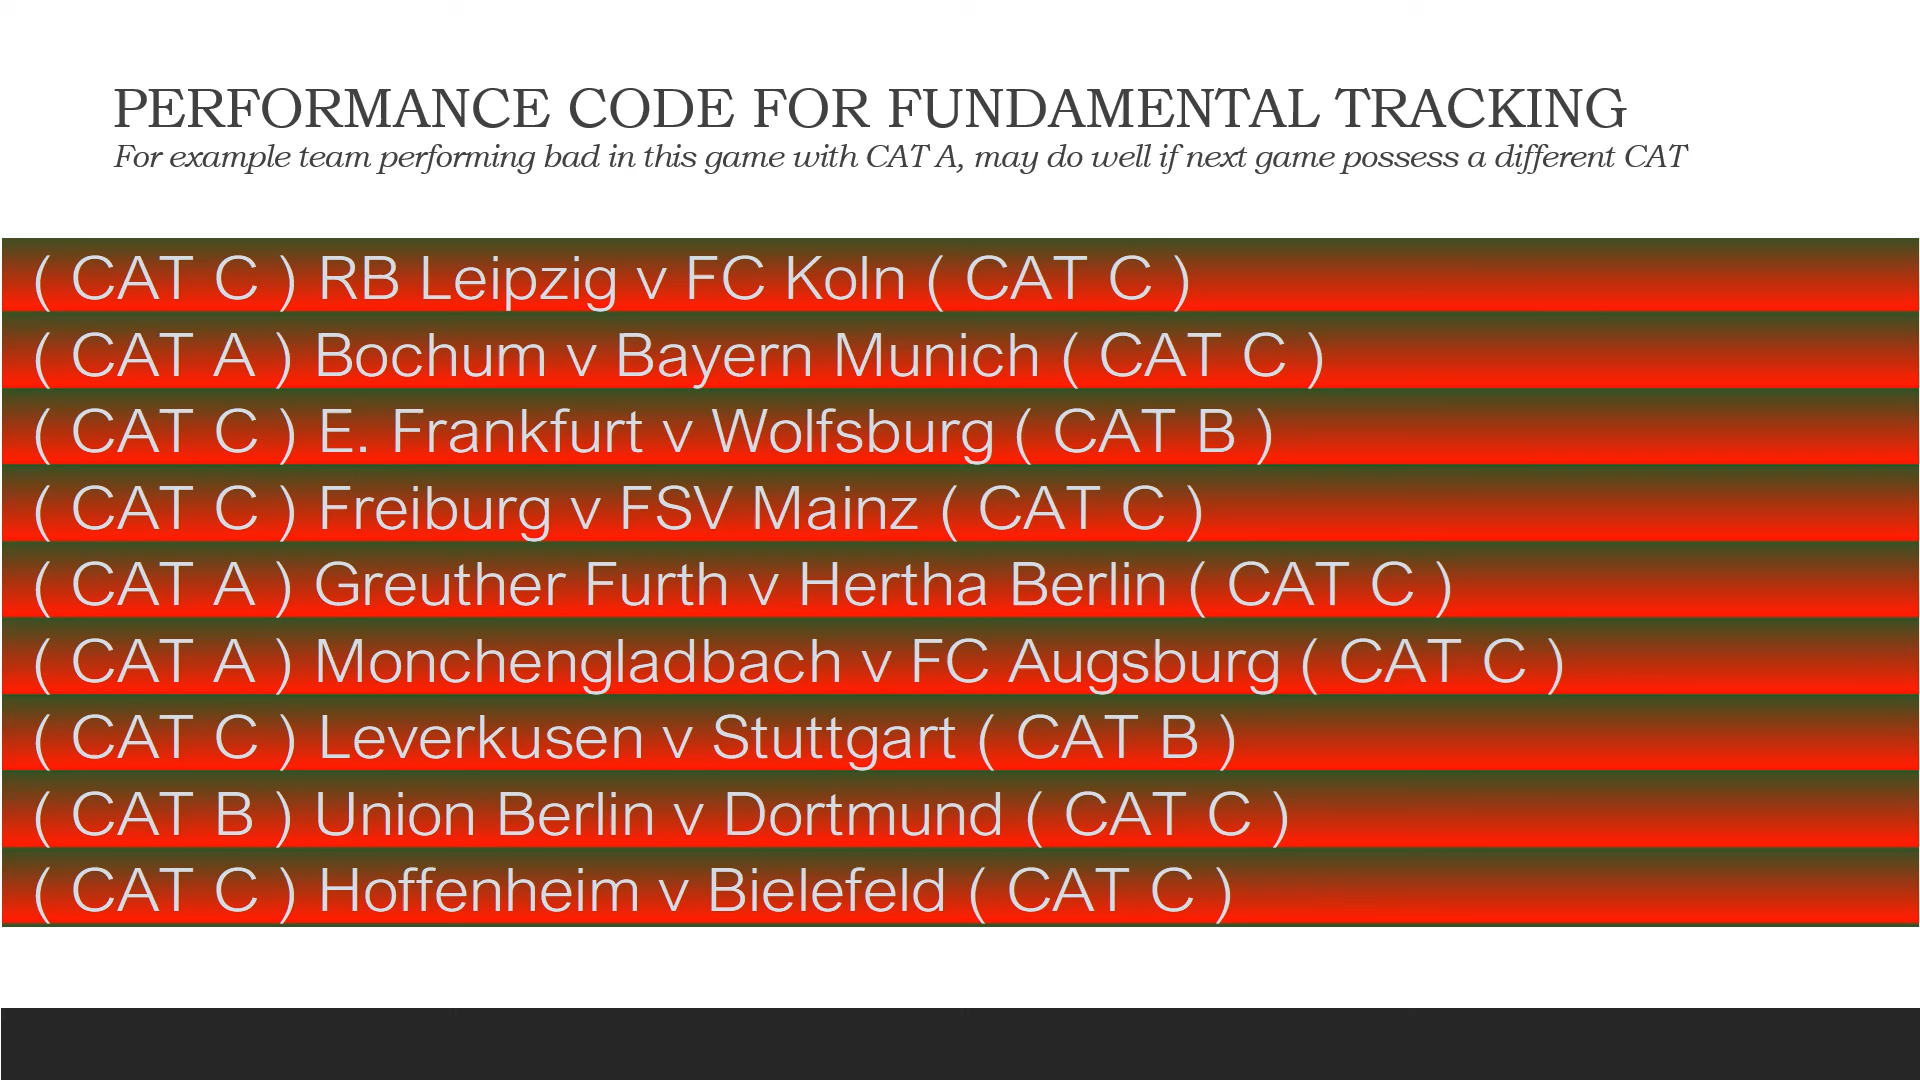 PERFORMANCE CODE FOR FUNDAMENTAL TRACKING
For example team performing bad in this game with CAT A, may do well if next game possess a different CAT
( CAT C ) RB Leipzig v FC Koln ( CAT C )
( CAT A ) Bochum v Bayern Munich ( CAT C )
( CAT C ) E. Frankfurt v Wolfsburg ( CAT B )
( CAT C ) Freiburg v FSV Mainz ( CAT C )
( CAT A ) Greuther Furth v Hertha Berlin ( CAT C )
( CAT A ) Monchengladbach v FC Augsburg ( CAT C )
( CAT C ) Leverkusen v Stuttgart ( CAT B )
( CAT B ) Union Berlin v Dortmund ( CAT C )
( CAT C ) Hoffenheim v Bielefeld ( CAT C )